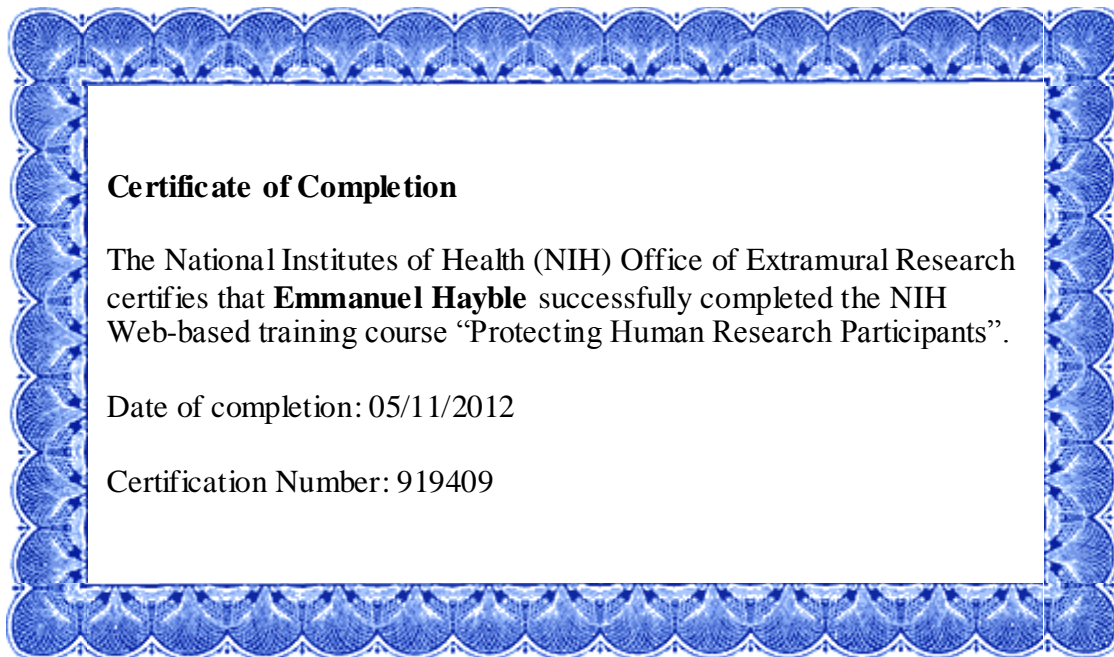 Certificate of Completion
The National Institutes of Health (NIH) Office of Extramural Research
certifies that Emmanuel Hayble successfully completed the NIH
Web-based training course “Protecting Human Research Participants”.
Date of completion: 05/11/2012
Certification Number: 919409